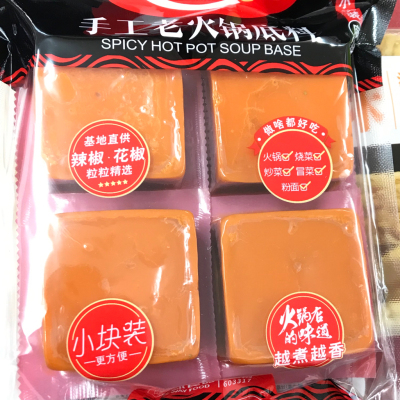 手工老火锅底料
SPICY HOT POT SOUP BASE
基地直供
辣椒·花椒
粒粒精选
做啥都好吃
火锅 烧菜
炒菜 冒菜
粉面
小块装
更方便
火锅店
的味道
越煮越香